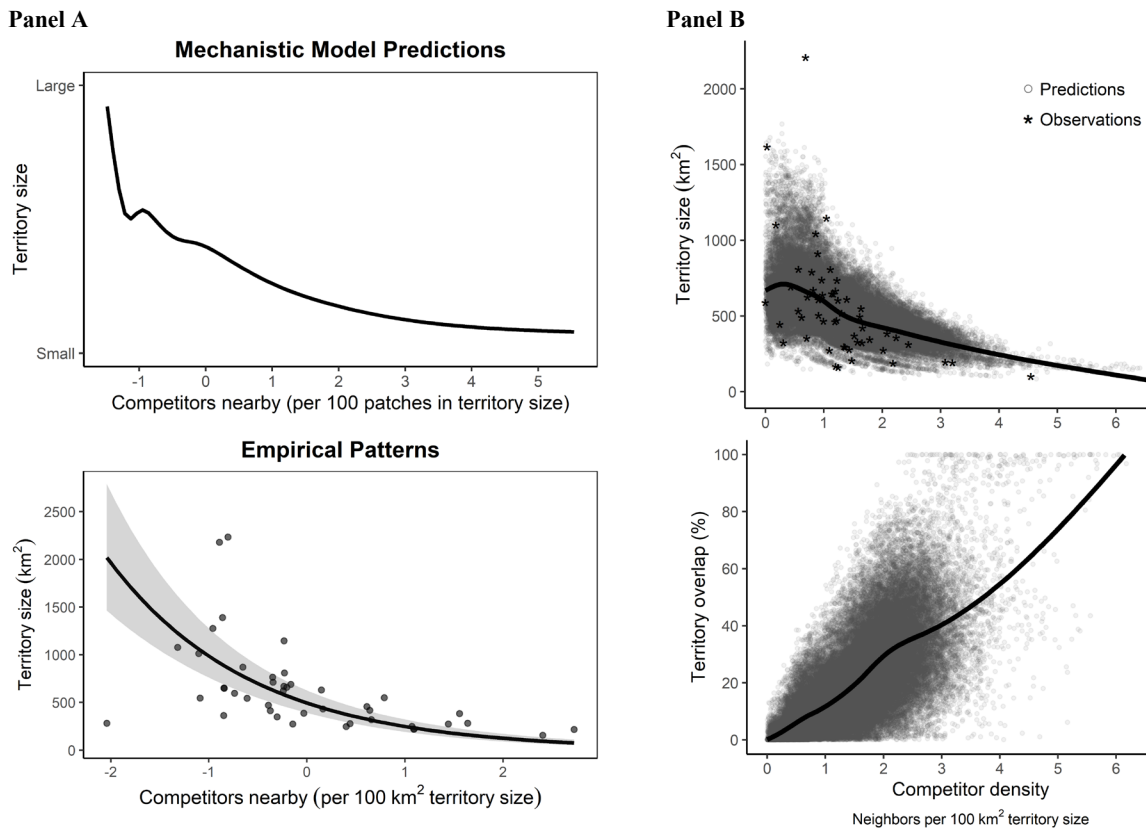 Panel A
Mechanistic Model Predictions
Large
Small
Territory size
-1 0 1 2 3 4 5
Competitors nearby (per 100 patches in territory size)
Empirical Patterns
2500
2000
1500
1000
500
0
Territory size (km²)
-2 -1 0 1 2
Competitors nearby (per 100 km² territory size)
Panel B
Predictions
Observations
2000
1500
1000
500
0
Territory size (km²)
0 1 2 3 4 5 6
100
80
60
40
20
0
Territory overlap (%)
0 1 2 3 4 5 6
Competitor density
Neighbors per 100 km² territory size